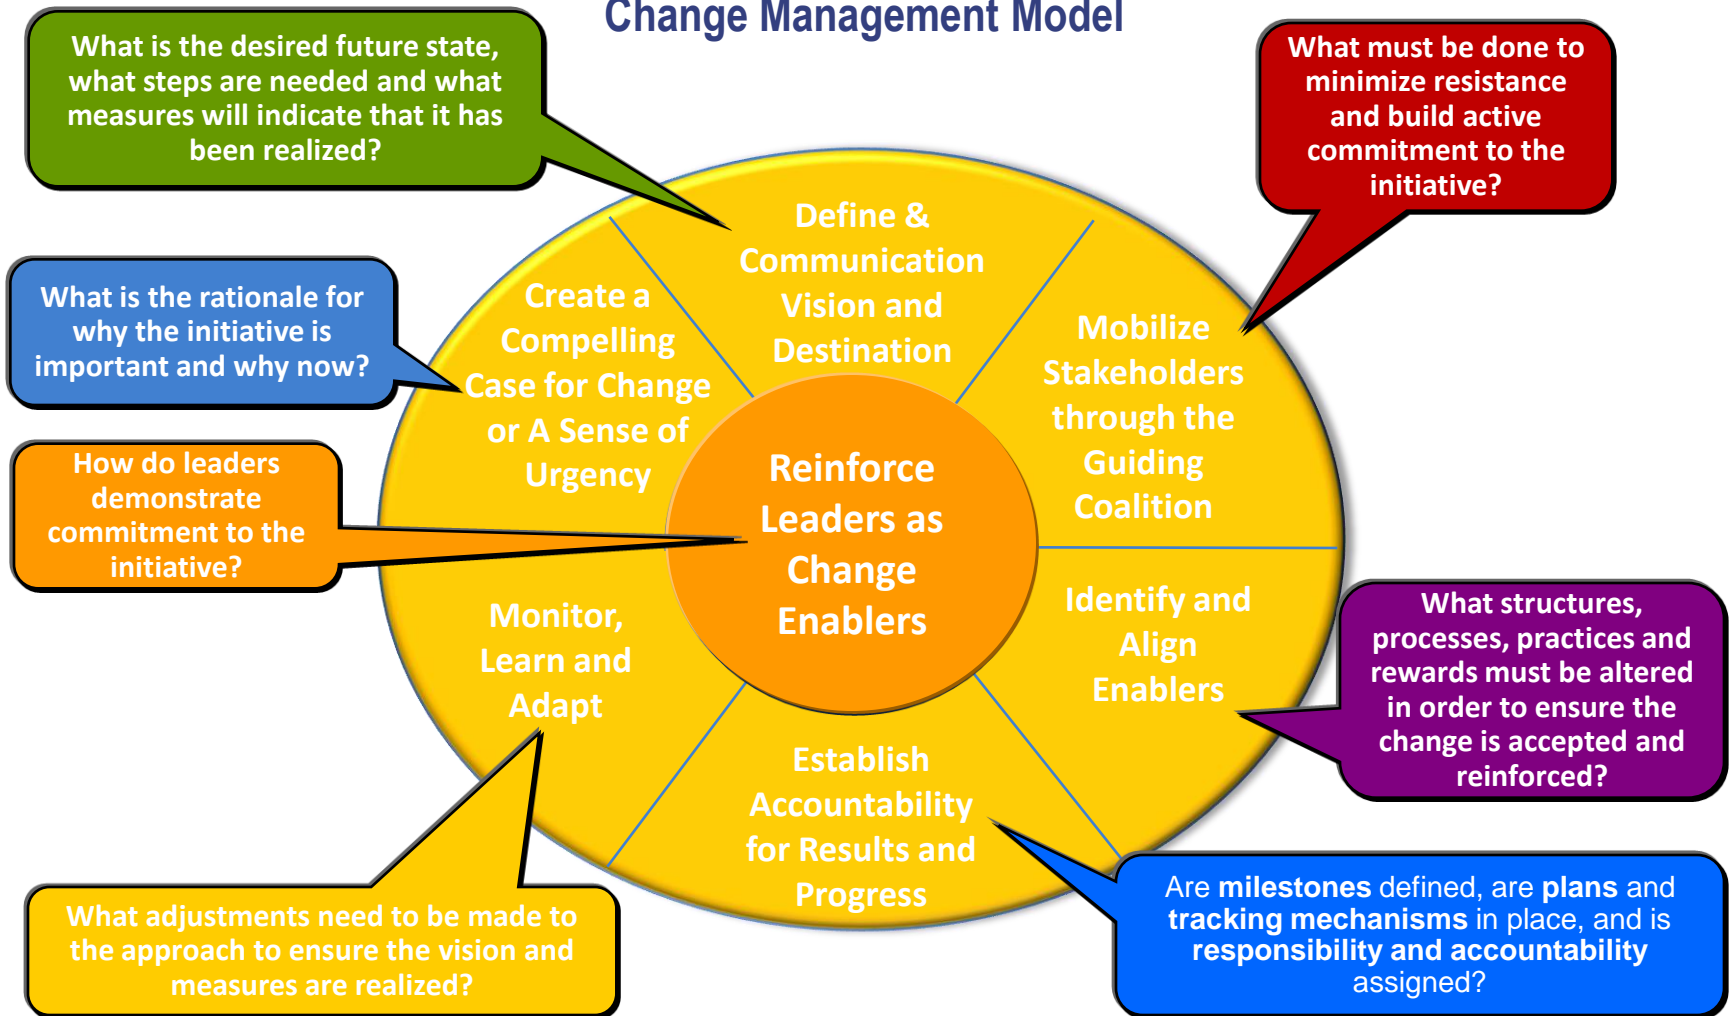 Change Management Model
What is the desired future state,
what steps are needed and what
measures will indicate that it has
been realized?
What must be done to
minimize resistance
and build active
commitment to the
initiative?
What is the rationale for
why the initiative is
important and why now?
How do leaders
demonstrate
commitment to the
initiative?
Create a
Compelling
Case for Change
or A Sense of
Urgency
Define &
Communication
Vision and
Destination
Mobilize
Stakeholders
through the
Guiding
Coalition
Reinforce
Leaders as
Change
Enablers
Monitor,
Learn and
Adapt
Identify and
Align
Enablers
Establish
Accountability
for Results and
Progress
What structures,
processes, practices and
rewards must be altered
in order to ensure the
change is accepted and
reinforced?
What adjustments need to be made to
the approach to ensure the vision and
measures are realized?
Are milestones defined, are plans and
tracking mechanisms in place, and is
responsibility and accountability
assigned?